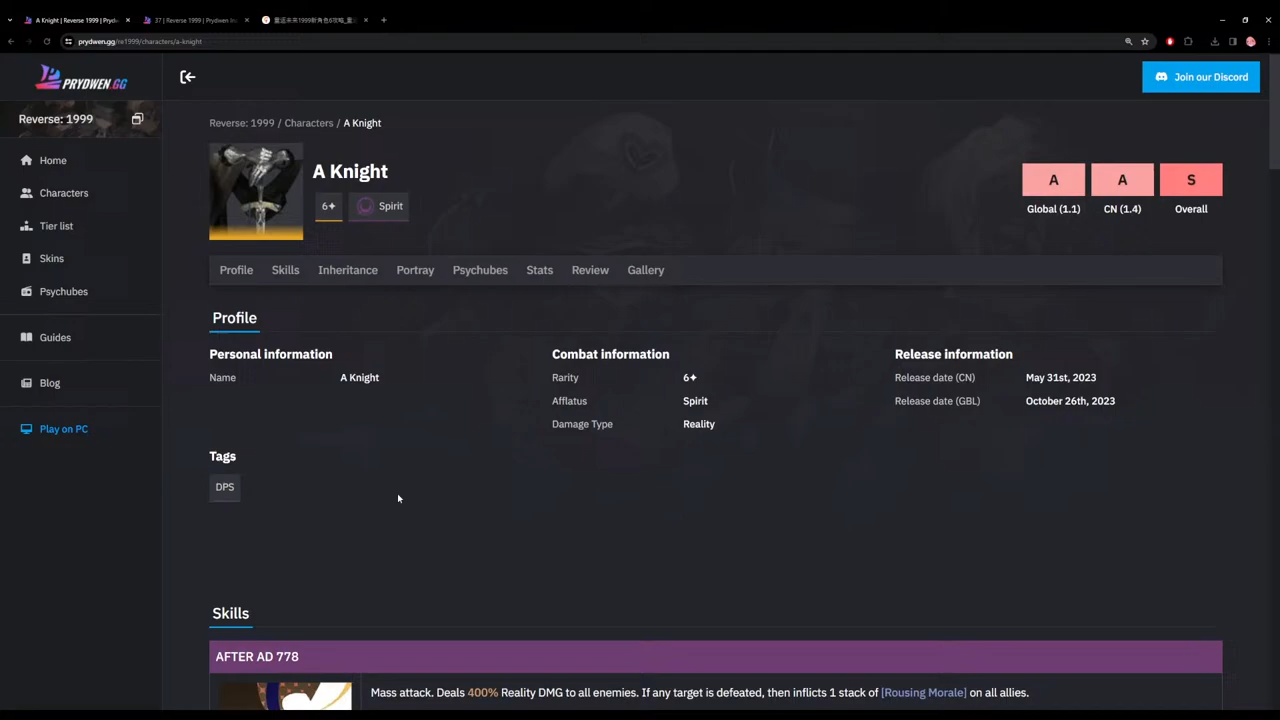 A Knight | Reverse 1999 | Pryd
37 | Reverse 1999 | Prydwen In
prydwen.gg/re1999/characters/a-knight
PRYDWEN.GG
Join our Discord
Reverse: 1999
Home
Characters
Tier list
Skins
Psychubes
Guides
Blog
Play on PC
Reverse: 1999 / Characters / A Knight
A Knight
6✦ Spirit
A A S
Global (1.1) CN (1.4) Overall
Profile Skills Inheritance Portray Psychubes Stats Review Gallery
Profile
Personal information Combat information Release information
Name A Knight Rarity 6✦ Release date (CN) May 31st, 2023
Afflatus Spirit Release date (GBL) October 26th, 2023
Damage Type Reality
Tags
DPS
Skills
AFTER AD 778
Mass attack. Deals 400% Reality DMG to all enemies. If any target is defeated, then inflicts 1 stack of [Rousing Morale] on all allies.